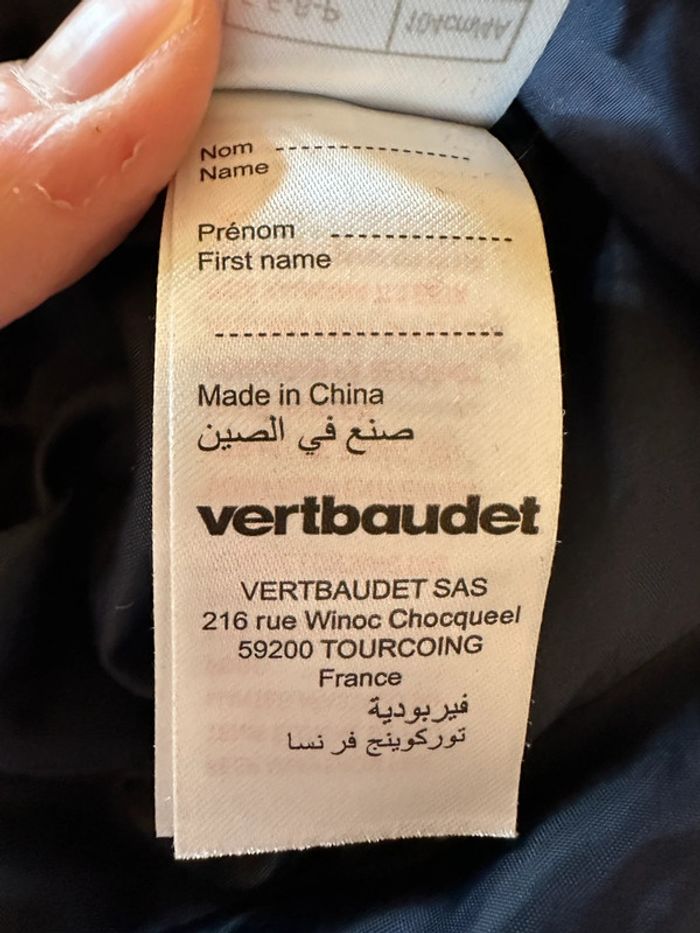 Nom
Name
Prénom
First name
Made in China
صنع في الصين
vertbaudet
VERTBAUDET SAS
216 rue Winoc Chocqueel
59200 TOURCOING
France
فيربودية
توركوينج فرنسا